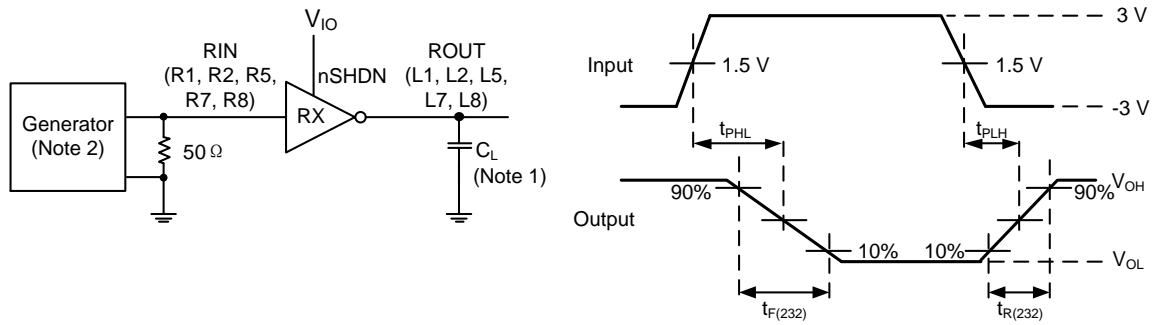 V_IO
RIN
(R1, R2, R5,
R7, R8)
nSHDN
ROUT
(L1, L2, L5,
L7, L8)
RX
Generator
(Note 2)
50 Ω
C_L
(Note 1)
3 V
Input
1.5 V
1.5 V
-3 V
t_PHL
t_PLH
90%
V_OH
90%
Output
10%
10%
V_OL
t_F(232)
t_R(232)